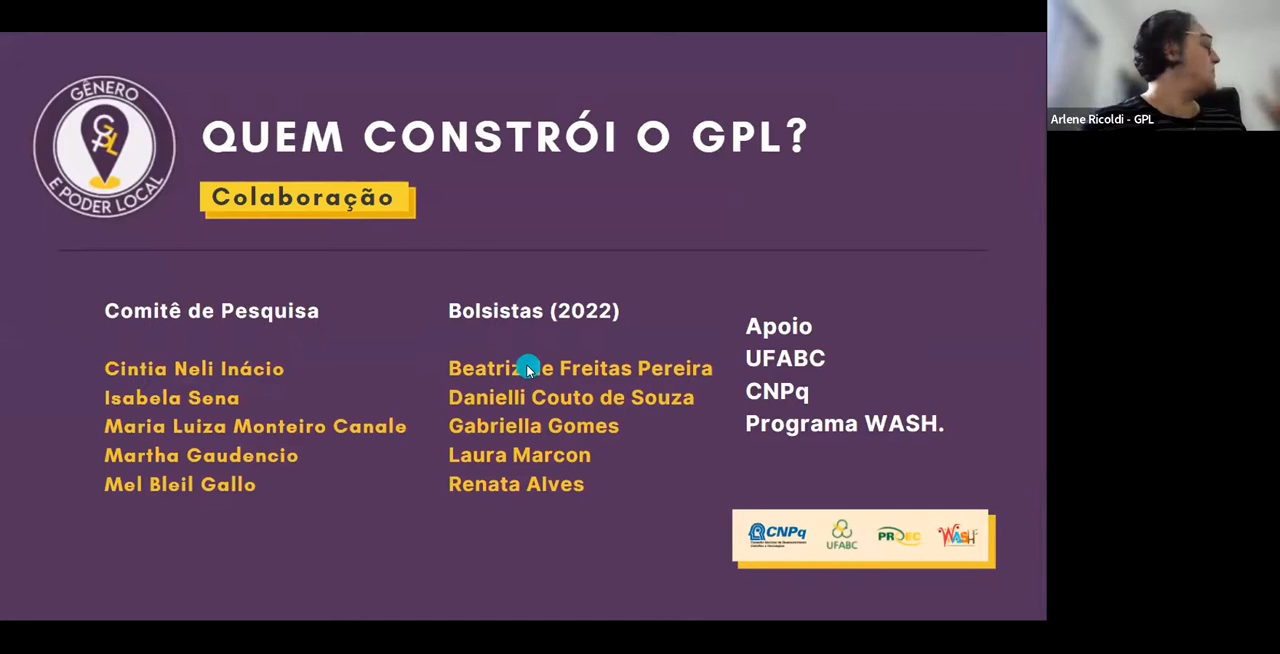 GÊNERO
GPL
E PODER LOCAL
QUEM CONSTRÓI O GPL?
Colaboração
Comitê de Pesquisa
Cintia Neli Inácio
Isabela Sena
Maria Luiza Monteiro Canale
Martha Gaudencio
Mel Bleil Gallo
Bolsistas (2022)
Beatriz de Freitas Pereira
Danielli Couto de Souza
Gabriella Gomes
Laura Marcon
Renata Alves
Apoio
UFABC
CNPq
Programa WASH.
CNPq
UFABC
PROEC
WASH
Arlene Ricoldi - GPL